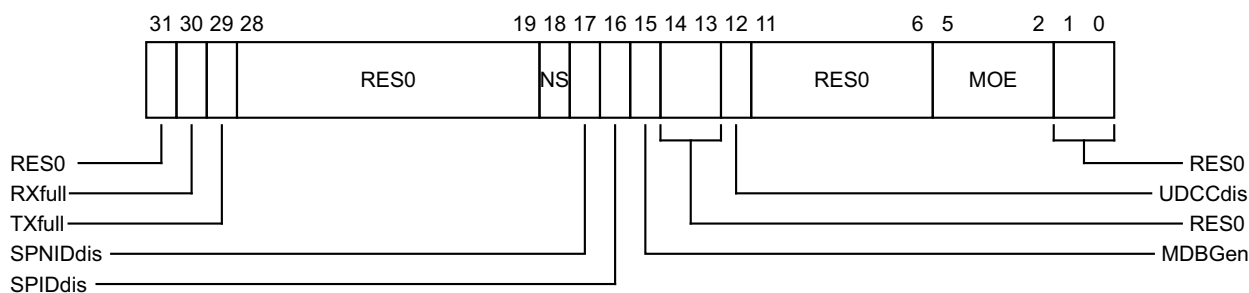 31 30 29 28 19 18 17 16 15 14 13 12 11 6 5 2 1 0
RES0 NS RES0 MOE
RES0 RES0
RXfull UDCCdis
TXfull RES0
SPNIDdis MDBGen
SPIDdis